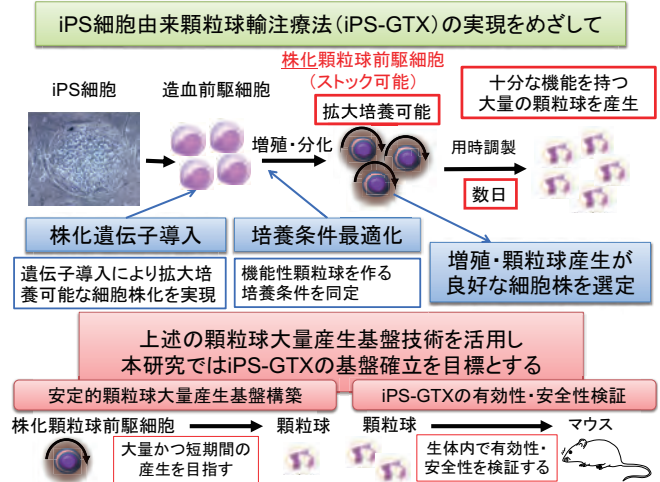 iPS細胞由来顆粒球輸注療法（iPS-GTX）の実現をめざして
iPS細胞
造血前駆細胞
株化顆粒球前駆細胞
（ストック可能）
拡大培養可能
十分な機能を持つ
大量の顆粒球を産生
増殖・分化
用時調製
数日
株化遺伝子導入
遺伝子導入により拡大培
養可能な細胞株化を実現
培養条件最適化
機能性顆粒球を作る
培養条件を同定
増殖・顆粒球産生が
良好な細胞株を選定
上述の顆粒球大量産生基盤技術を活用し
本研究ではiPS-GTXの基盤確立を目標とする
安定的顆粒球大量産生基盤構築
株化顆粒球前駆細胞
顆粒球
大量かつ短期間の
産生を目指す
iPS-GTXの有効性・安全性検証
顆粒球
マウス
生体内で有効性・
安全性を検証する